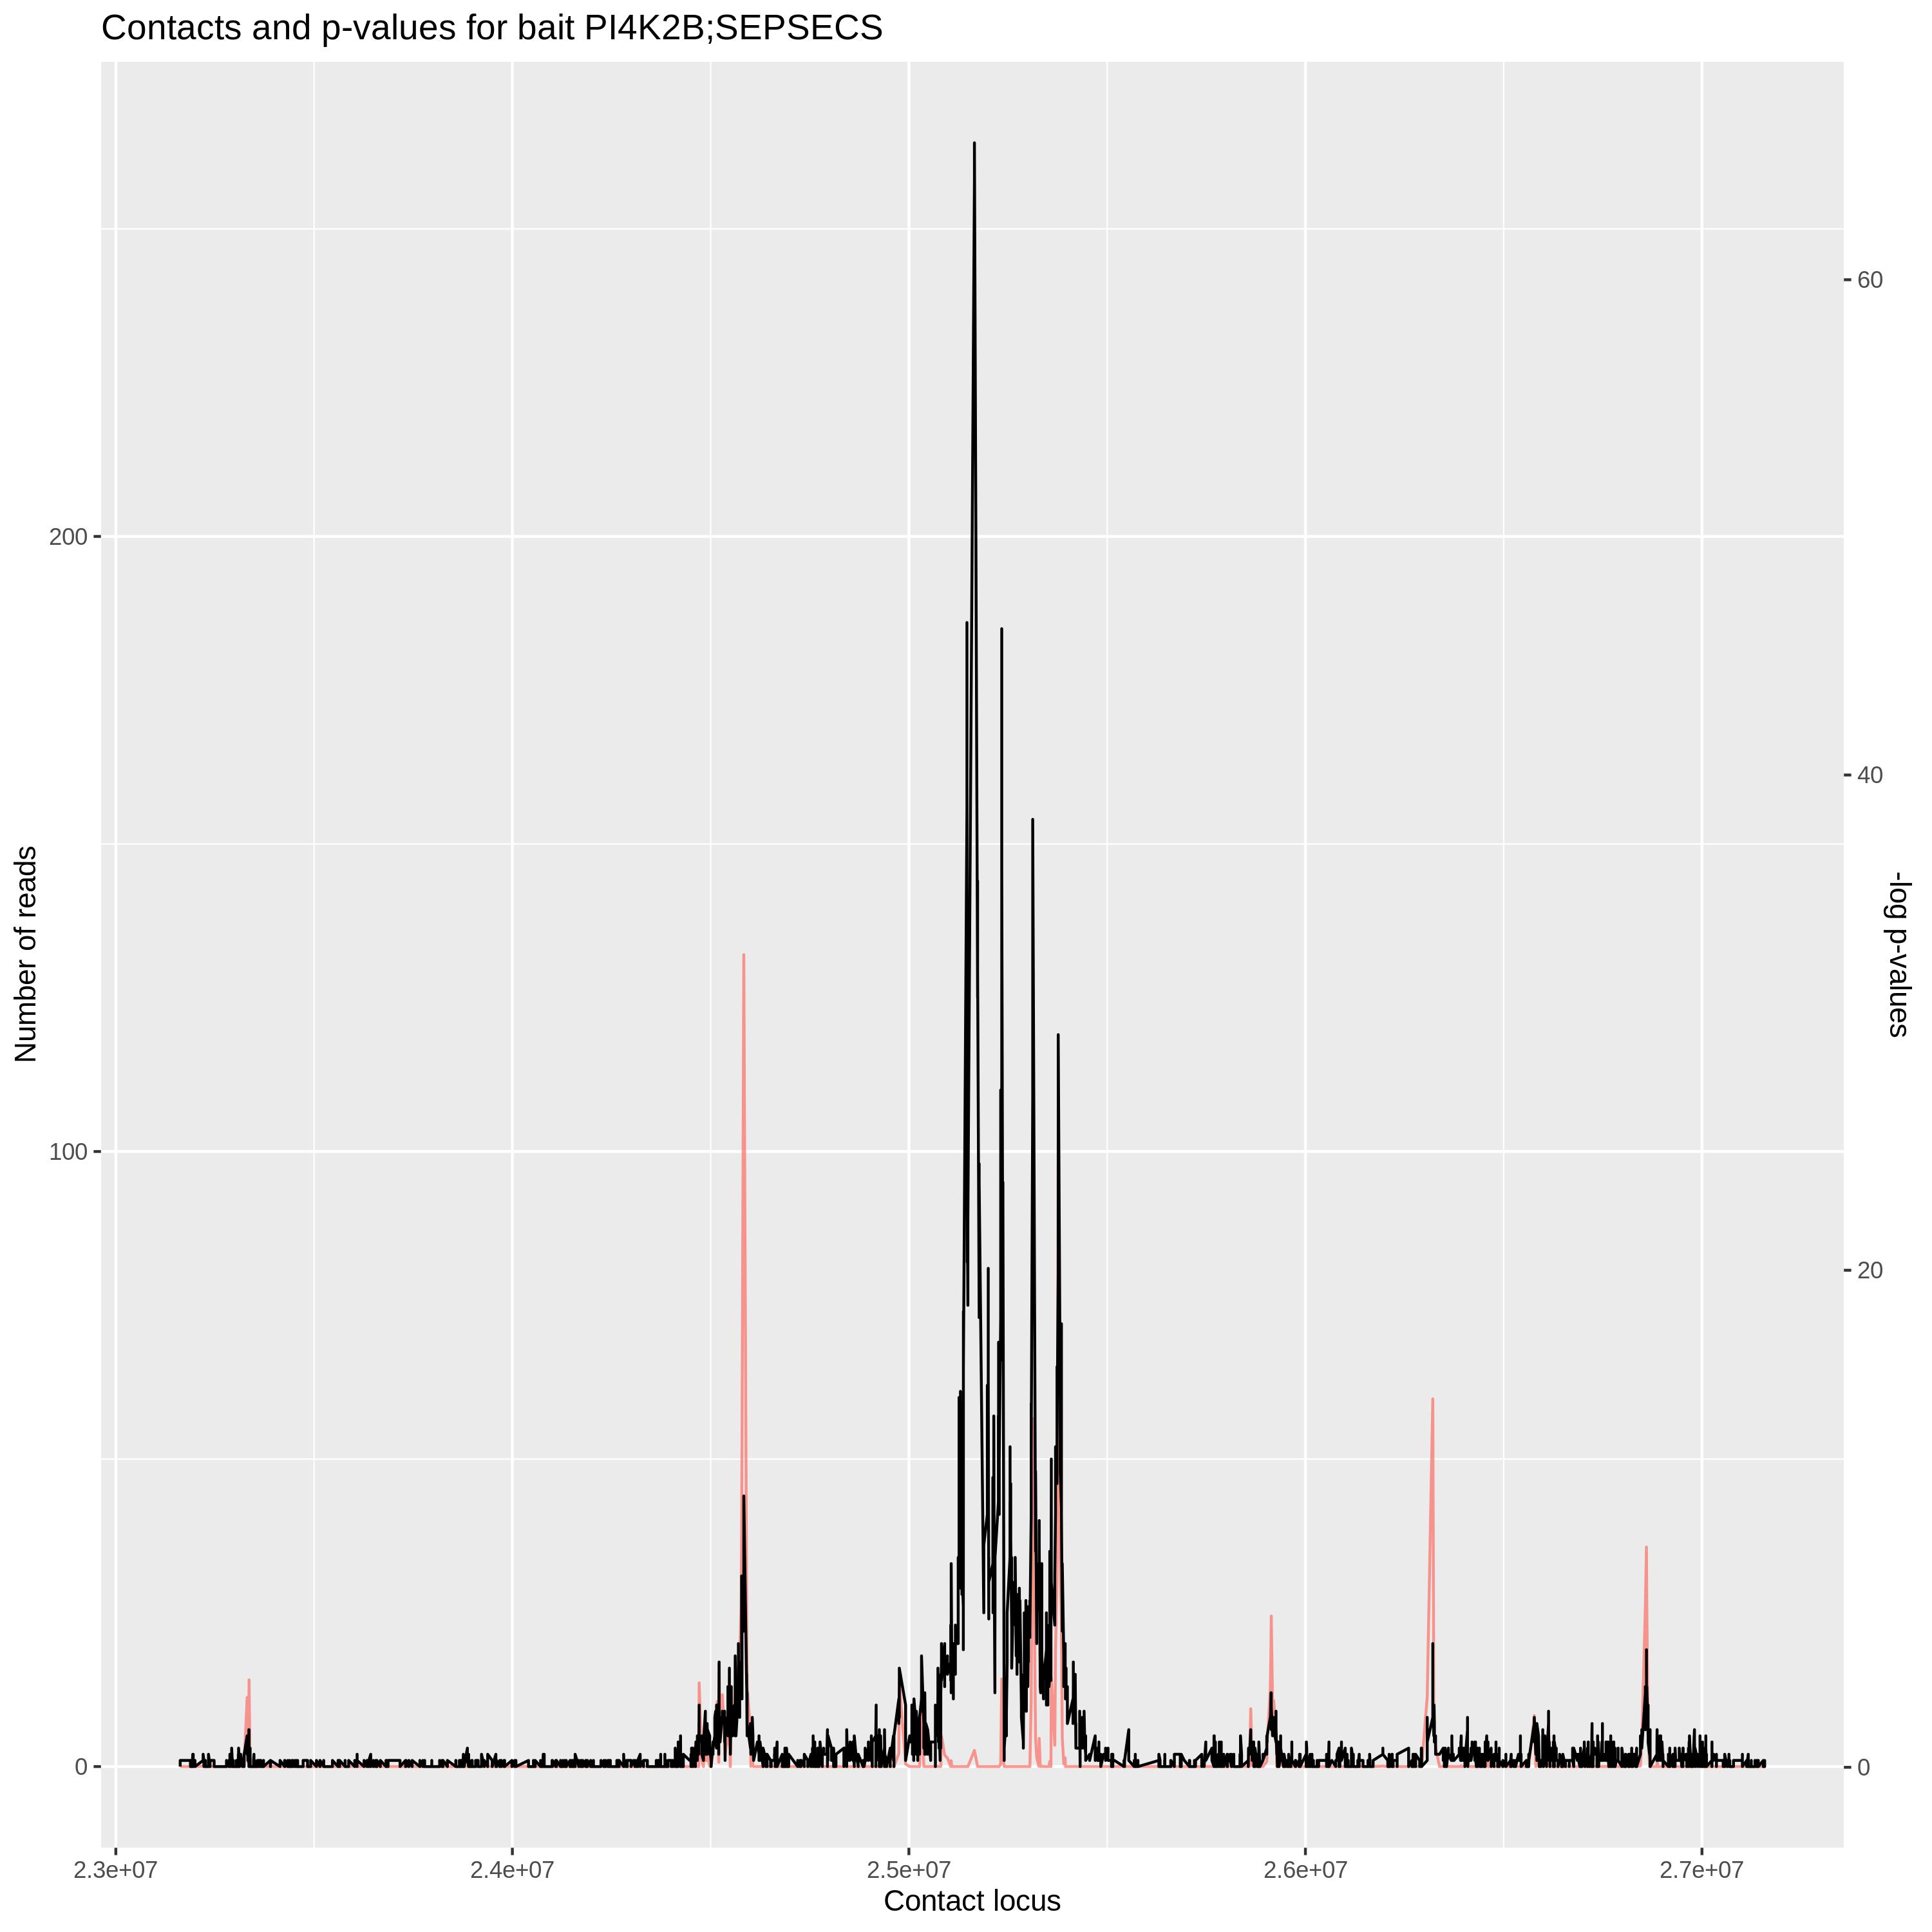 Contacts and p-values for bait PI4K2B;SEPSECS
Number of reads
200
100
0
60
40
20
0
-log p-values
2.3e+07 2.4e+07 2.5e+07 2.6e+07 2.7e+07
Contact locus